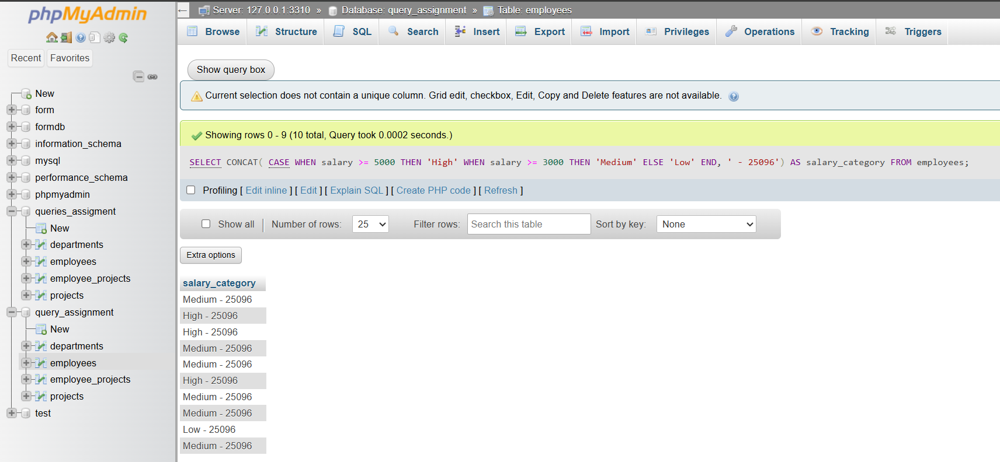 phpMyAdmin
Recent Favorites
New
form
formdb
information_schema
mysql
performance_schema
phpmyadmin
queries_assigment
New
departments
employees
employee_projects
projects
query_assignment
New
departments
employees
employee_projects
projects
test
Server: 127.0.0.1:3310 » Database: query_assignment » Table: employees
Browse Structure SQL Search Insert Export Import Privileges Operations Tracking Triggers
Show query box
Current selection does not contain a unique column. Grid edit, checkbox, Edit, Copy and Delete features are not available.
Showing rows 0 - 9 (10 total, Query took 0.0002 seconds.)
SELECT CONCAT( CASE WHEN salary >= 5000 THEN 'High' WHEN salary >= 3000 THEN 'Medium' ELSE 'Low' END, ' - 25096') AS salary_category FROM employees;
Profiling [ Edit inline ] [ Edit ] [ Explain SQL ] [ Create PHP code ] [ Refresh ]
Show all Number of rows: 25 Filter rows: Search this table Sort by key: None
Extra options
salary_category
Medium - 25096
High - 25096
High - 25096
Medium - 25096
Medium - 25096
High - 25096
Medium - 25096
Medium - 25096
Low - 25096
Medium - 25096